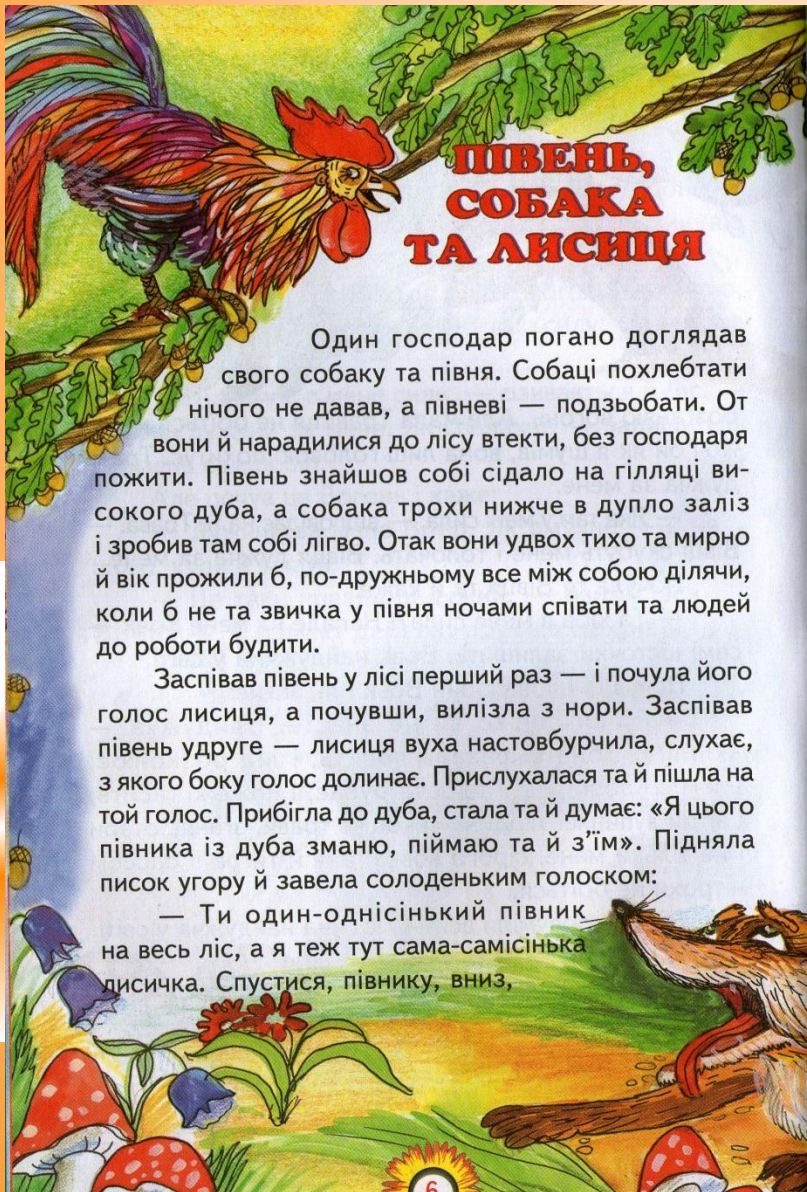 ПІВЕНЬ,
СОБАКА
ТА ЛИСИЦЯ
Один господар погано доглядав
свого собаку та півня. Собаці похлебтати
нічого не давав, а півневі — подзьобати. От
вони й нарадилися до лісу втекти, без господаря
пожити. Півень знайшов собі сідало на гілляці ви-
сокого дуба, а собака трохи нижче в дупло заліз
і зробив там собі лігво. Отак вони удвох тихо та мирно
й вік прожили б, по-дружньому все між собою ділячи,
коли б не та звичка у півня ночами співати та людей
до роботи будити.
Заспівав півень у лісі перший раз — і почула його
голос лисиця, а почувши, вилізла з нори. Заспівав
півень удруге — лисиця вуха настовбурчила, слухає,
з якого боку голос долинає. Прислухалася та й пішла на
той голос. Прибігла до дуба, стала та й думає: «Я цього
півника із дуба зманю, піймаю та й з’їм». Підняла
писок угору й завела солоденьким голоском:
— Ти один-однісінький півник
на весь ліс, а я теж тут сама-самісінька
лисичка. Спустися, півнику, вниз,
6